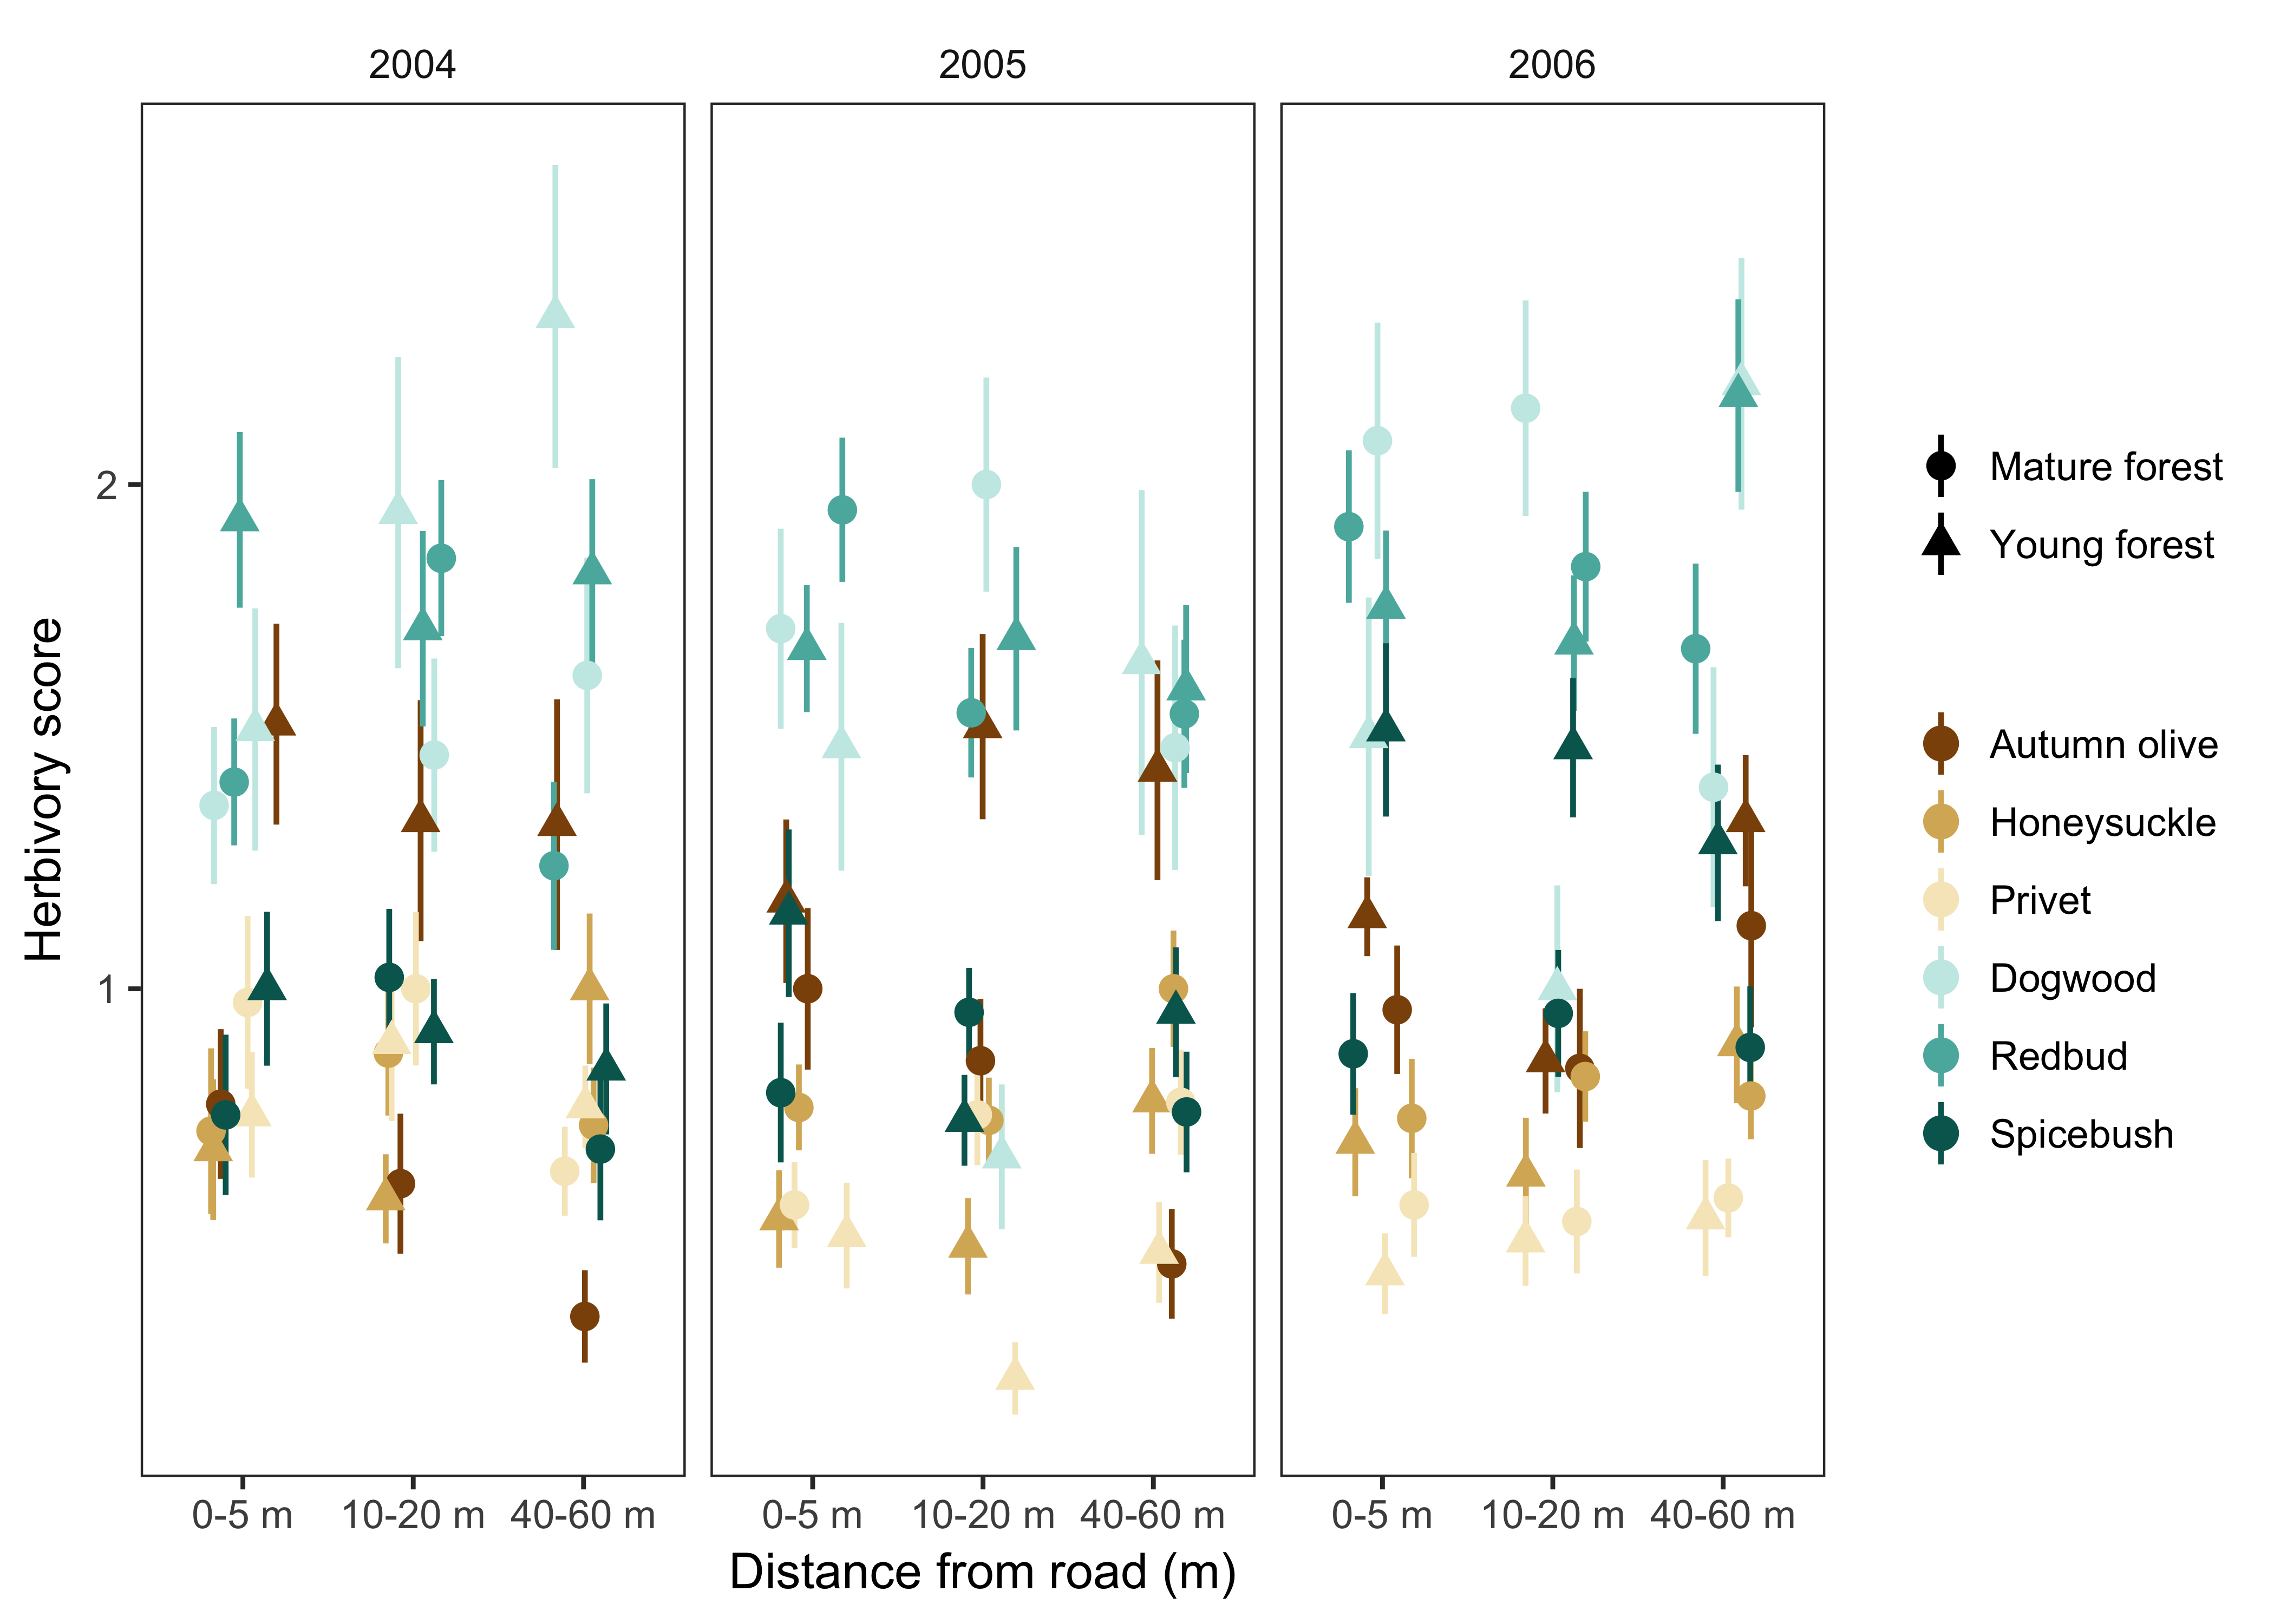 2004 2005 2006
Herbivory score
2
1
0-5 m 10-20 m 40-60 m 0-5 m 10-20 m 40-60 m 0-5 m 10-20 m 40-60 m
Distance from road (m)
Mature forest
Young forest
Autumn olive
Honeysuckle
Privet
Dogwood
Redbud
Spicebush